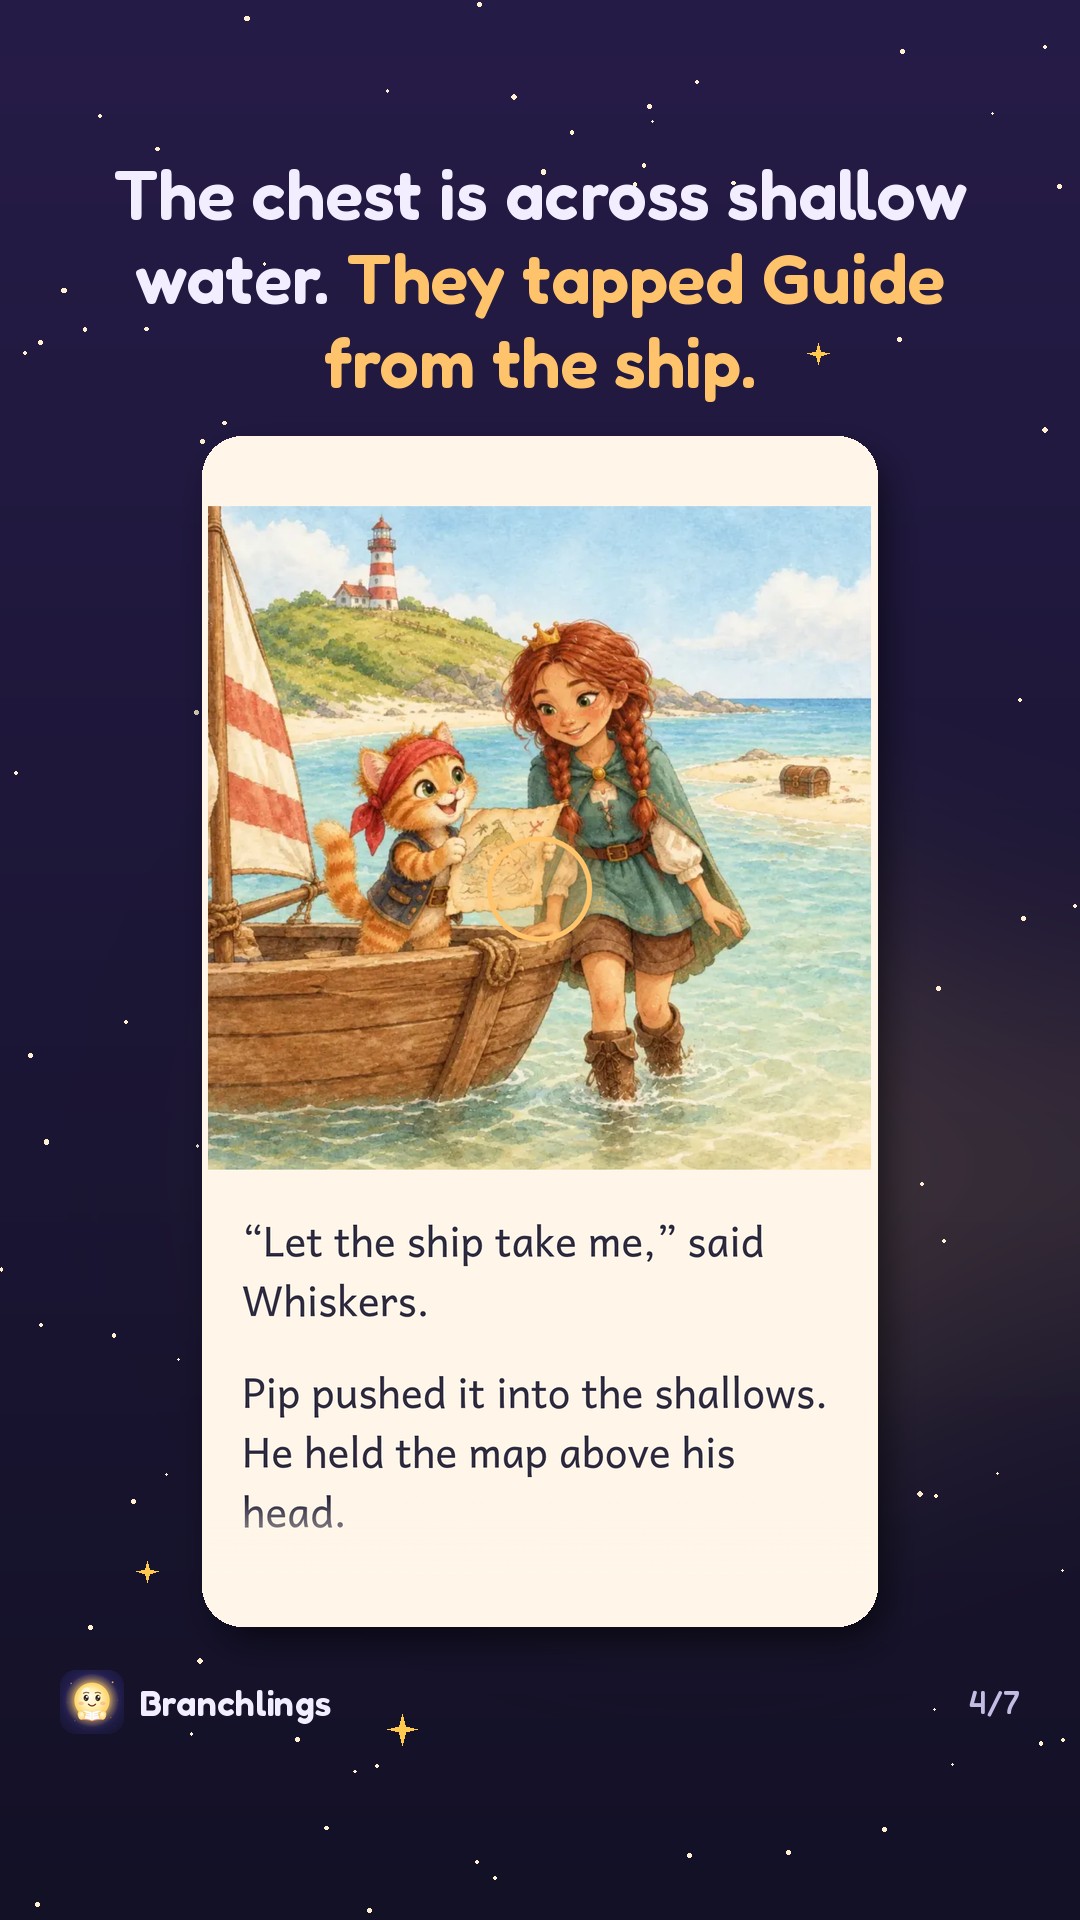 The chest is across shallow
water. They tapped Guide
from the ship.
“Let the ship take me,” said
Whiskers.
Pip pushed it into the shallows.
He held the map above his
head.
Branchlings
4/7